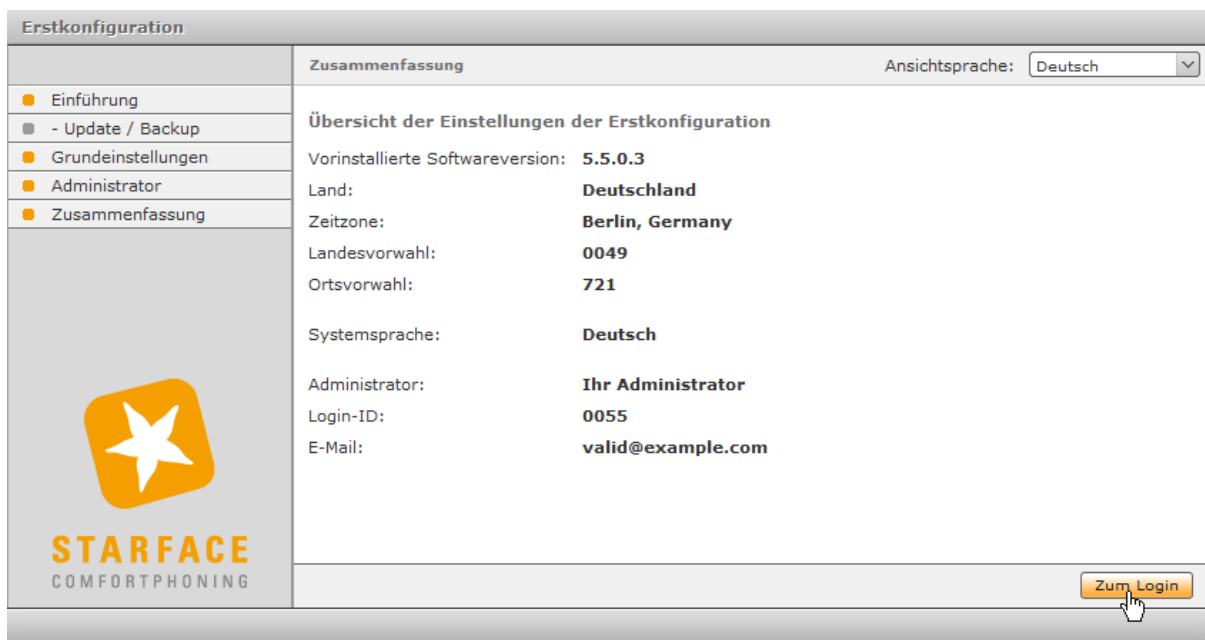 Erstkonfiguration
Zusammenfassung
Ansichtsprache: Deutsch
Einführung
- Update / Backup
Grundeinstellungen
Administrator
Zusammenfassung
Übersicht der Einstellungen der Erstkonfiguration
Vorinstallierte Softwareversion: 5.5.0.3
Land: Deutschland
Zeitzone: Berlin, Germany
Landesvorwahl: 0049
Ortsvorwahl: 721
Systemsprache: Deutsch
Administrator: Ihr Administrator
Login-ID: 0055
E-Mail: valid@example.com
STARFACE
COMFORTPHONING
Zum Login